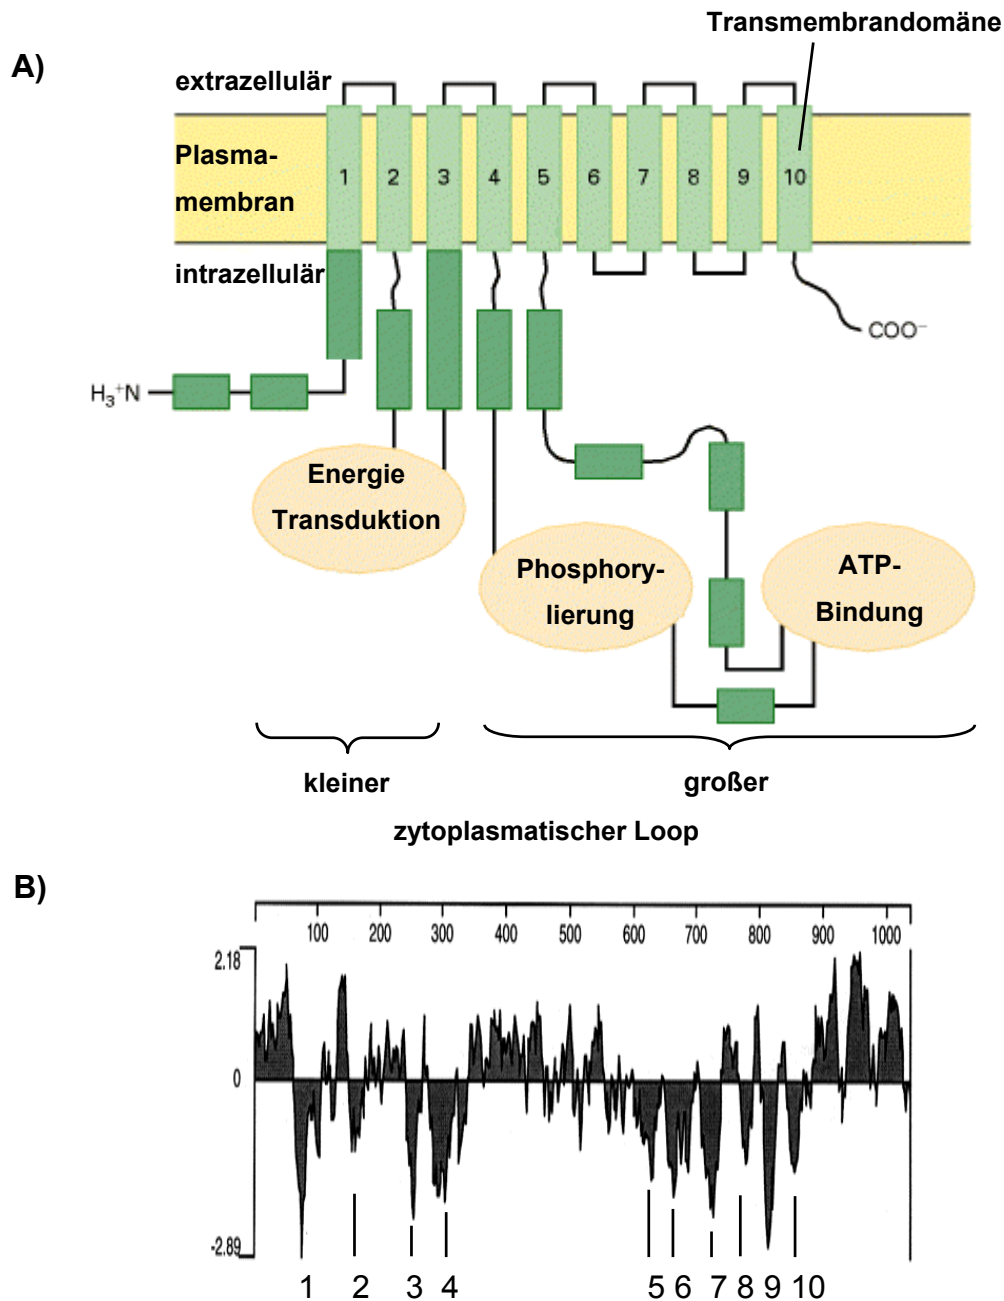 Transmembrandomäne
A)
extrazellulär
Plasma-
membran
1 2 3 4 5 6 7 8 9 10
intrazellulär
COO⁻
H₃⁺N
Energie
Transduktion
Phosphory-
lierung
ATP-
Bindung
kleiner
großer
zytoplasmatischer Loop
B)
100 200 300 400 500 600 700 800 900 1000
2.18
0
-2.89
1 2 3 4 5 6 7 8 9 10